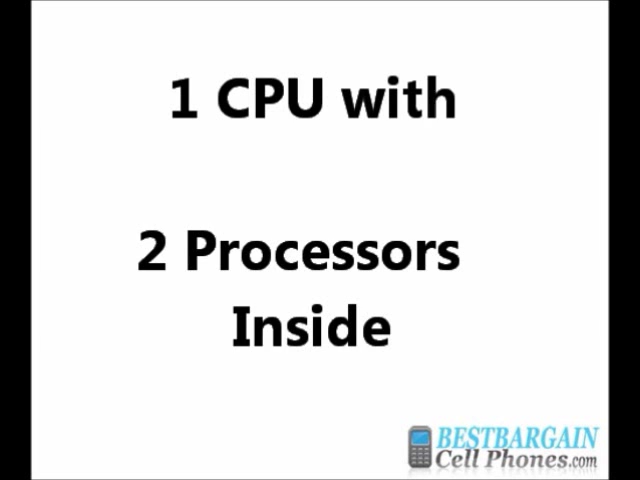 1 CPU with
2 Processors
Inside
BESTBARGAIN
Cell Phones.com